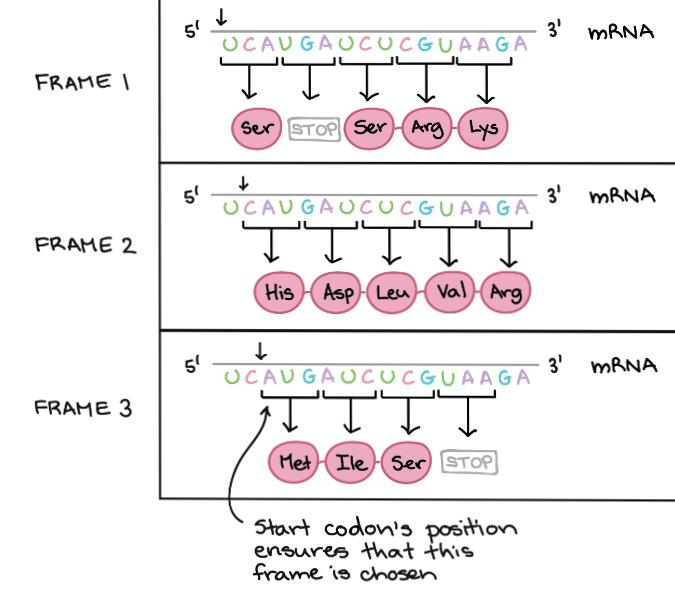 5' UCAUGAUCUCGUAAGA 3' mRNA
FRAME 1
Ser STOP Ser Arg Lys
5' UCAUGAUCUCGUAAGA 3' mRNA
FRAME 2
His Asp Leu Val Arg
5' UCAUGAUCUCGUAAGA 3' mRNA
FRAME 3
Met Ile Ser STOP
Start codon's position
ensures that this
frame is chosen